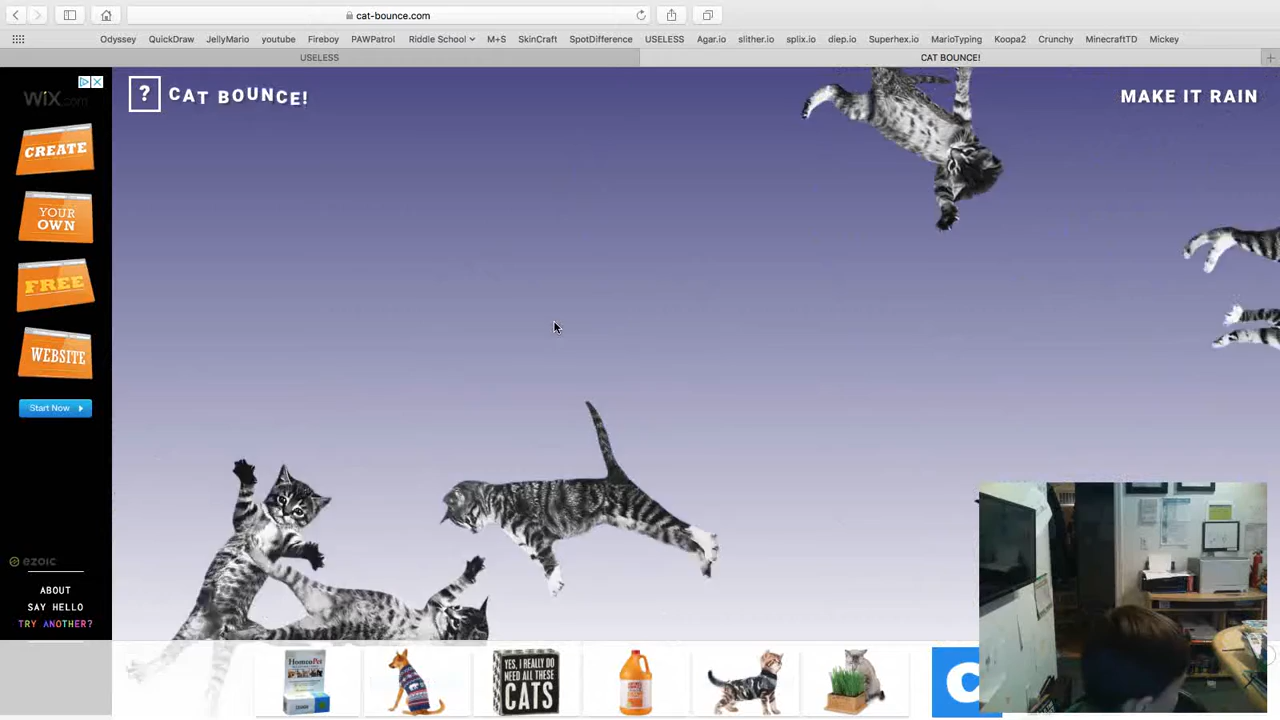 cat-bounce.com
Odyssey QuickDraw JellyMario youtube Fireboy PAWPatrol Riddle School M+S SkinCraft SpotDifference USELESS Agar.io slither.io splix.io diep.io Superhex.io MarioTyping Koopa2 Crunchy MinecraftTD Mickey
USELESS CAT BOUNCE!
WiX.com
? CAT BOUNCE!
MAKE IT RAIN
CREATE
YOUR
OWN
FREE
WEBSITE
Start Now
ezoic
ABOUT
SAY HELLO
TRY ANOTHER?
HomeoPet
YES, I REALLY DO
NEED ALL THESE
CATS
C